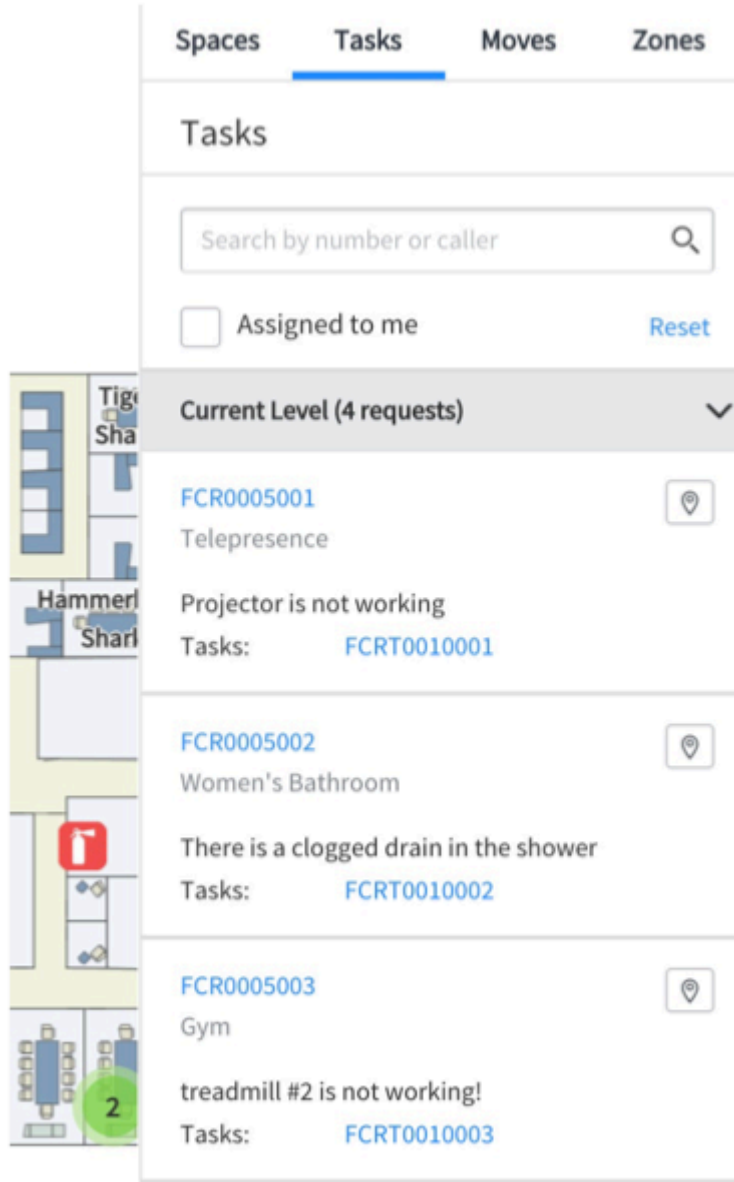 Spaces Tasks Moves Zones
Tasks
Search by number or caller
Assigned to me Reset
Current Level (4 requests)
FCR0005001
Telepresence
Projector is not working
Tasks: FCRT0010001
FCR0005002
Women's Bathroom
There is a clogged drain in the shower
Tasks: FCRT0010002
FCR0005003
Gym
treadmill #2 is not working!
Tasks: FCRT0010003
2